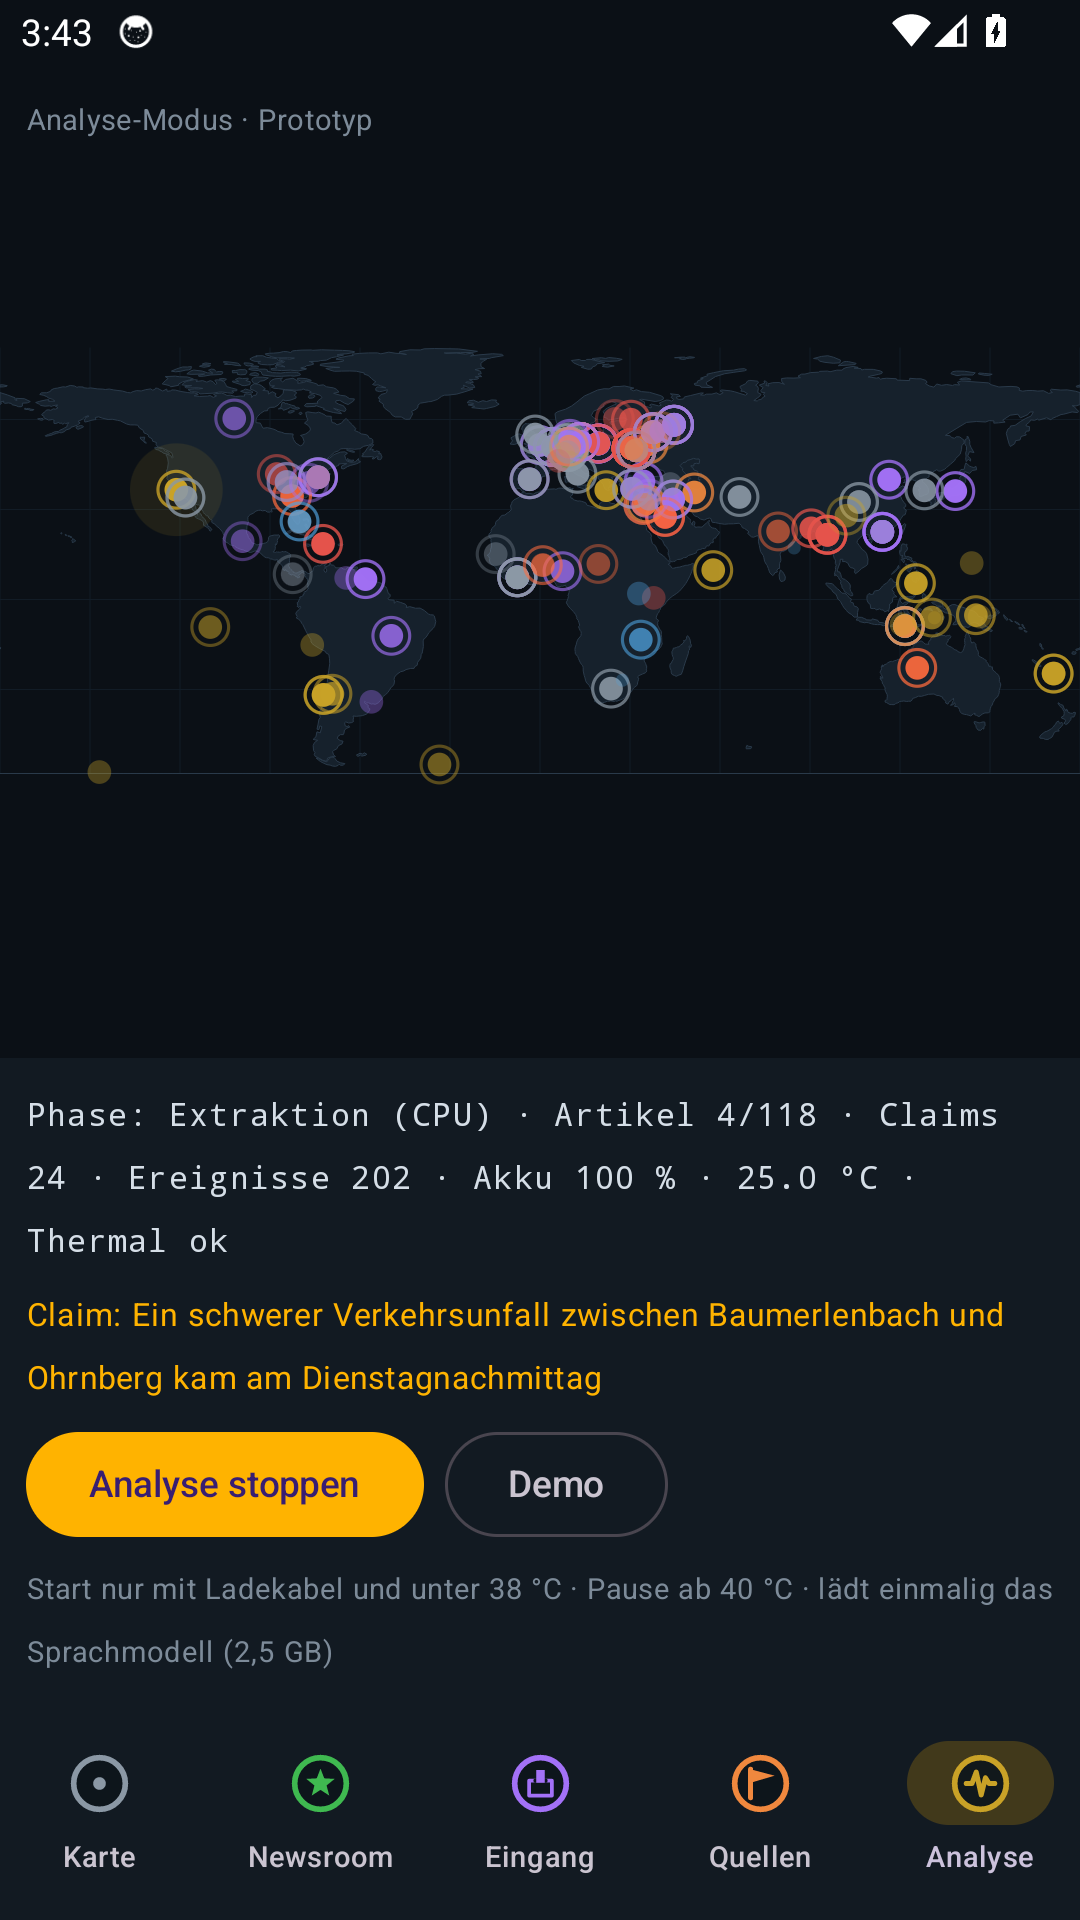 3:43
Analyse-Modus · Prototyp
Phase: Extraktion (CPU) · Artikel 4/118 · Claims
24 · Ereignisse 202 · Akku 100 % · 25.0 °C ·
Thermal ok
Claim: Ein schwerer Verkehrsunfall zwischen Baumerlenbach und
Ohrnberg kam am Dienstagnachmittag
Analyse stoppen Demo
Start nur mit Ladekabel und unter 38 °C · Pause ab 40 °C · lädt einmalig das
Sprachmodell (2,5 GB)
Karte Newsroom Eingang Quellen Analyse